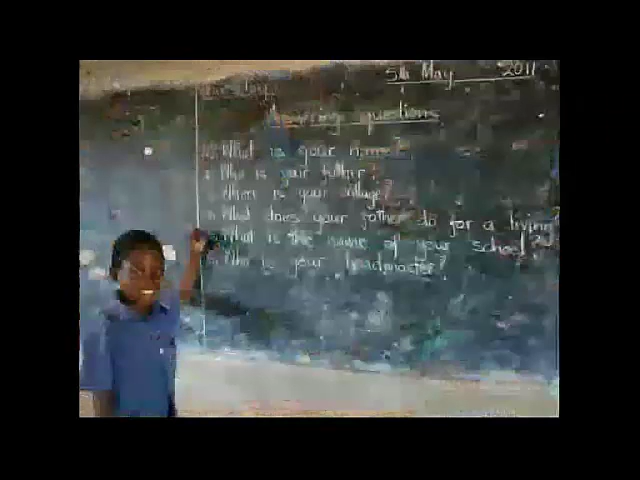 5th May 2011
Answering questions
What is your name
Who is your father?
Where is your village?
What does your father do for a living?
What is the name of your school?
Who is your headmaster?